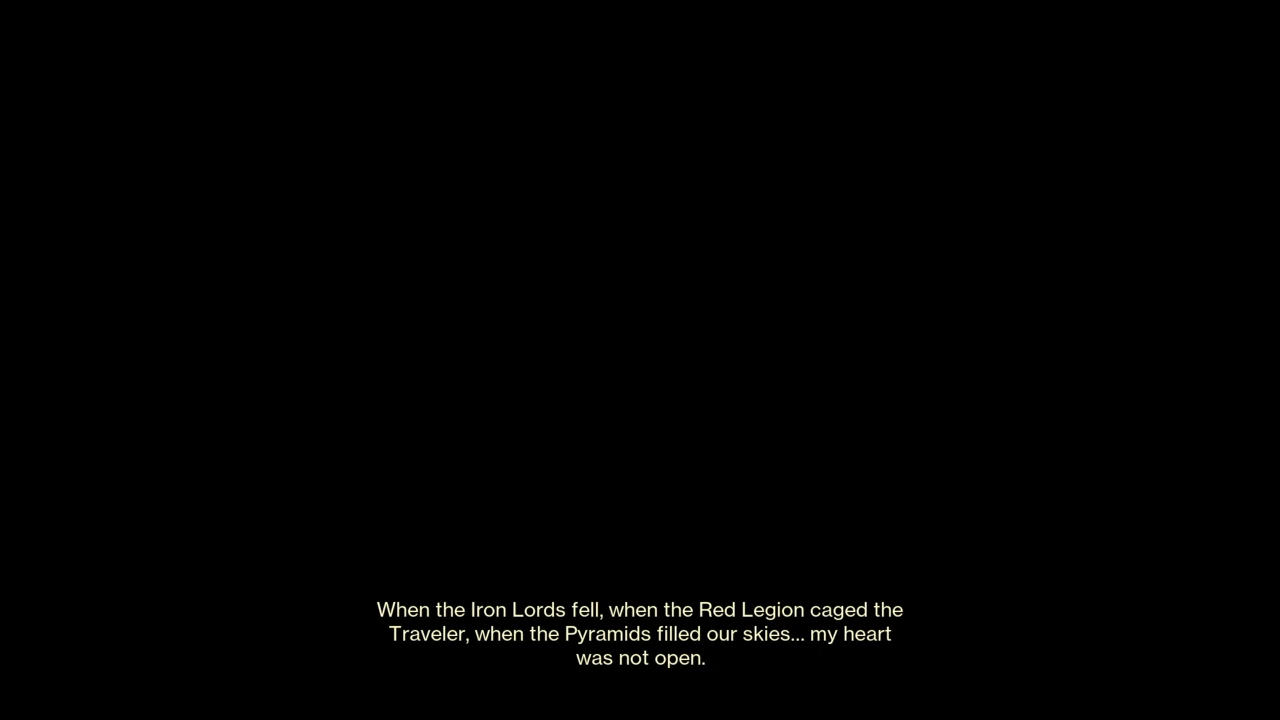 When the Iron Lords fell, when the Red Legion caged the
Traveler, when the Pyramids filled our skies... my heart
was not open.